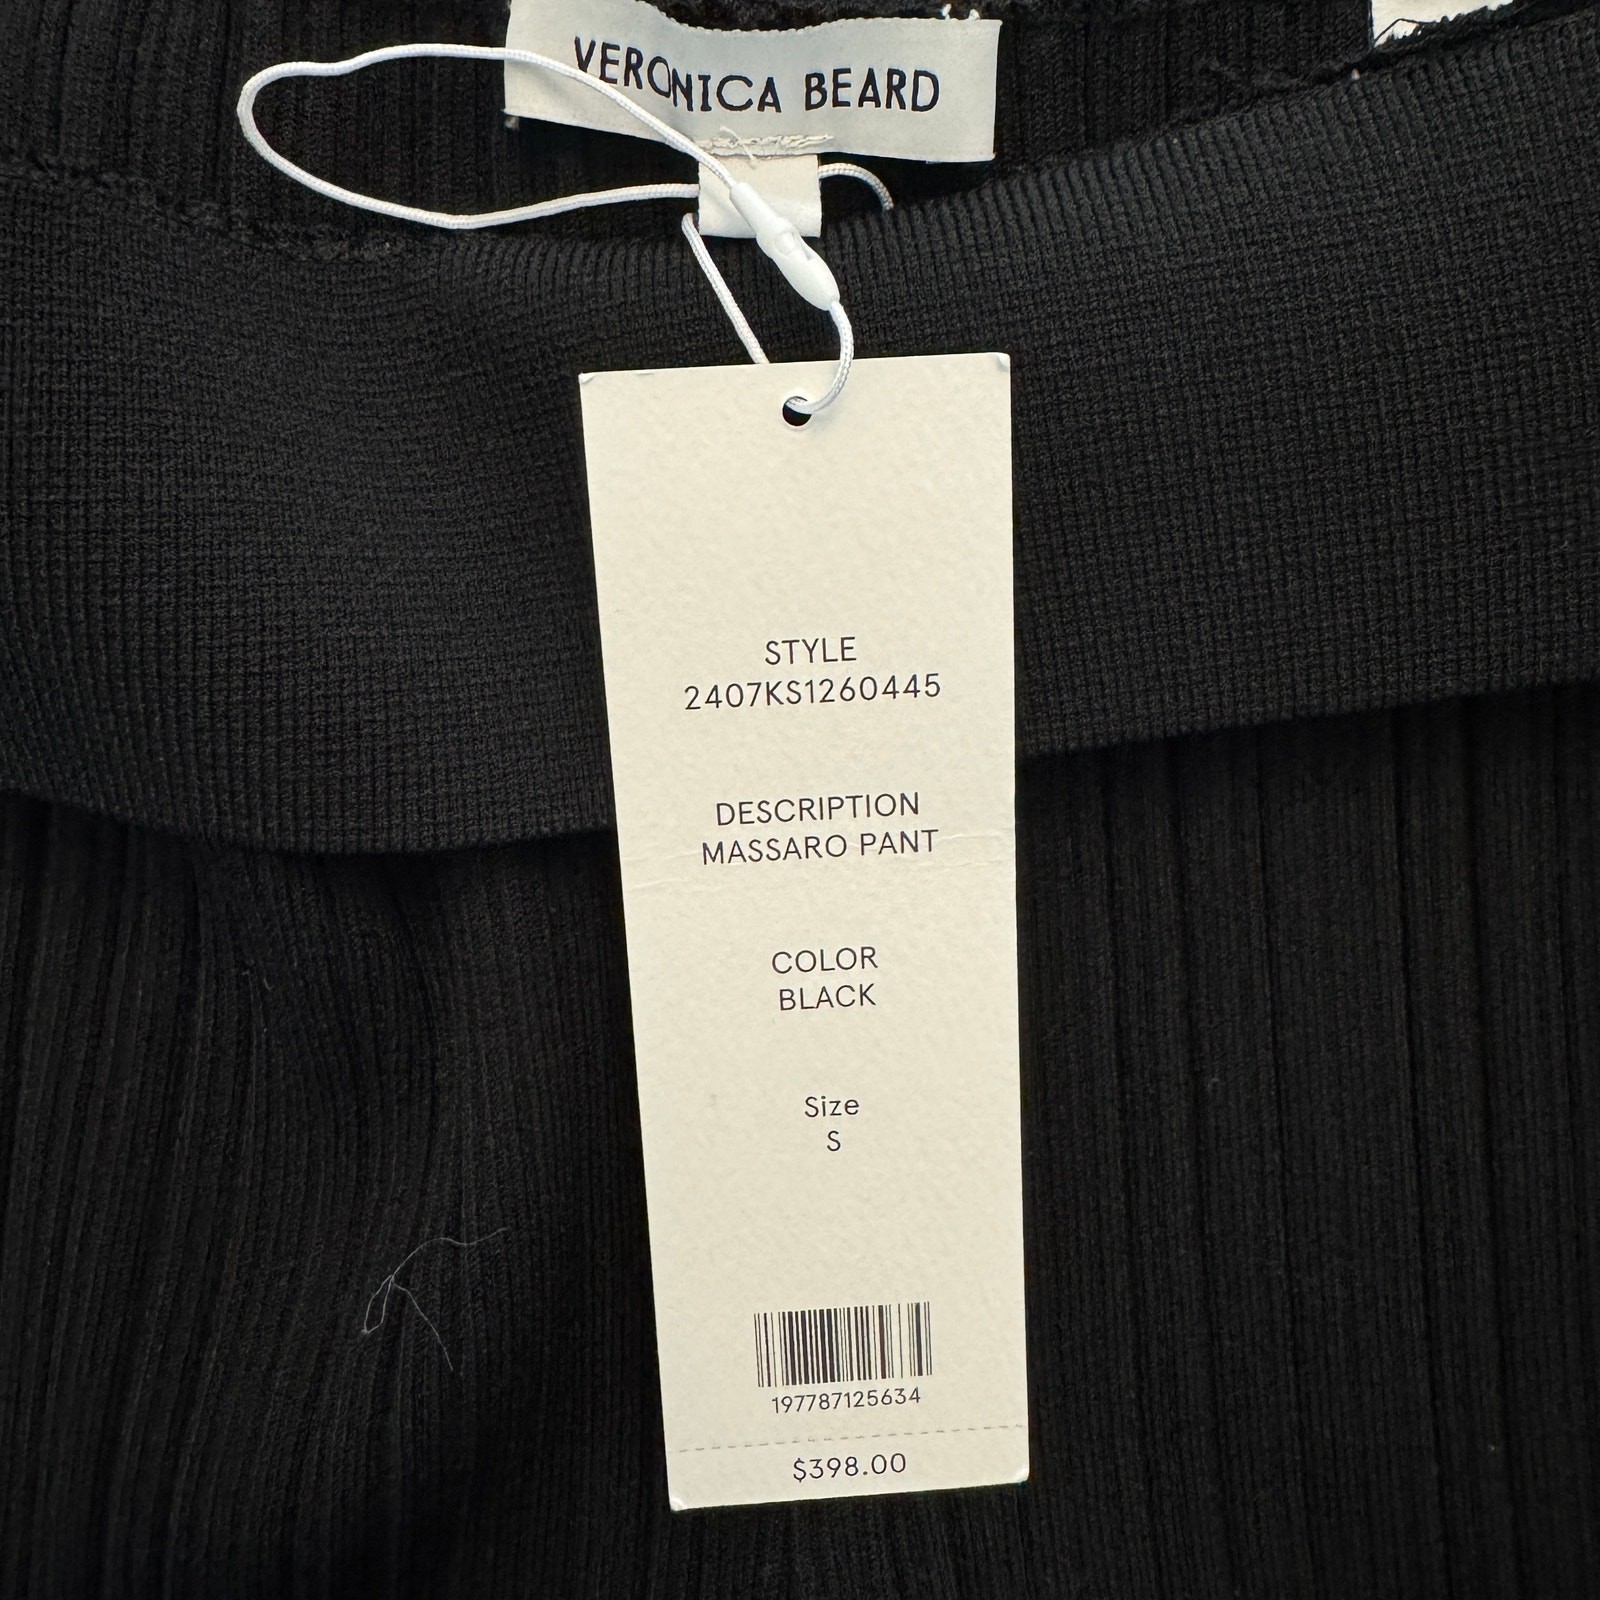 VERONICA BEARD
STYLE
2407KS1260445
DESCRIPTION
MASSARO PANT
COLOR
BLACK
Size
S
197787125634
$398.00